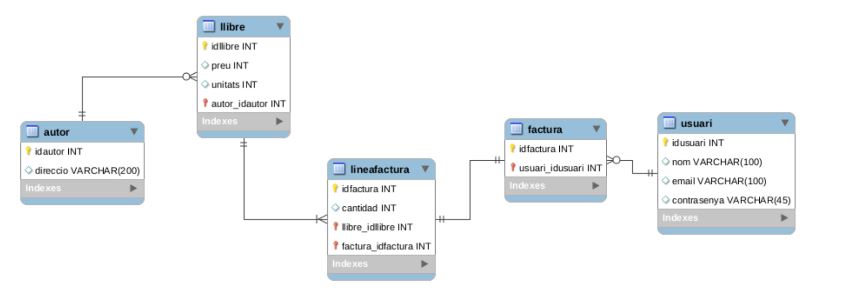 llibre
idllibre INT
preu INT
unitats INT
autor_idautor INT
Indexes
autor
idautor INT
direccio VARCHAR(200)
Indexes
lineafactura
idfactura INT
cantidad INT
llibre_idllibre INT
factura_idfactura INT
Indexes
factura
idfactura INT
usuari_idusuari INT
Indexes
usuari
idusuari INT
nom VARCHAR(100)
email VARCHAR(100)
contrasenya VARCHAR(45)
Indexes